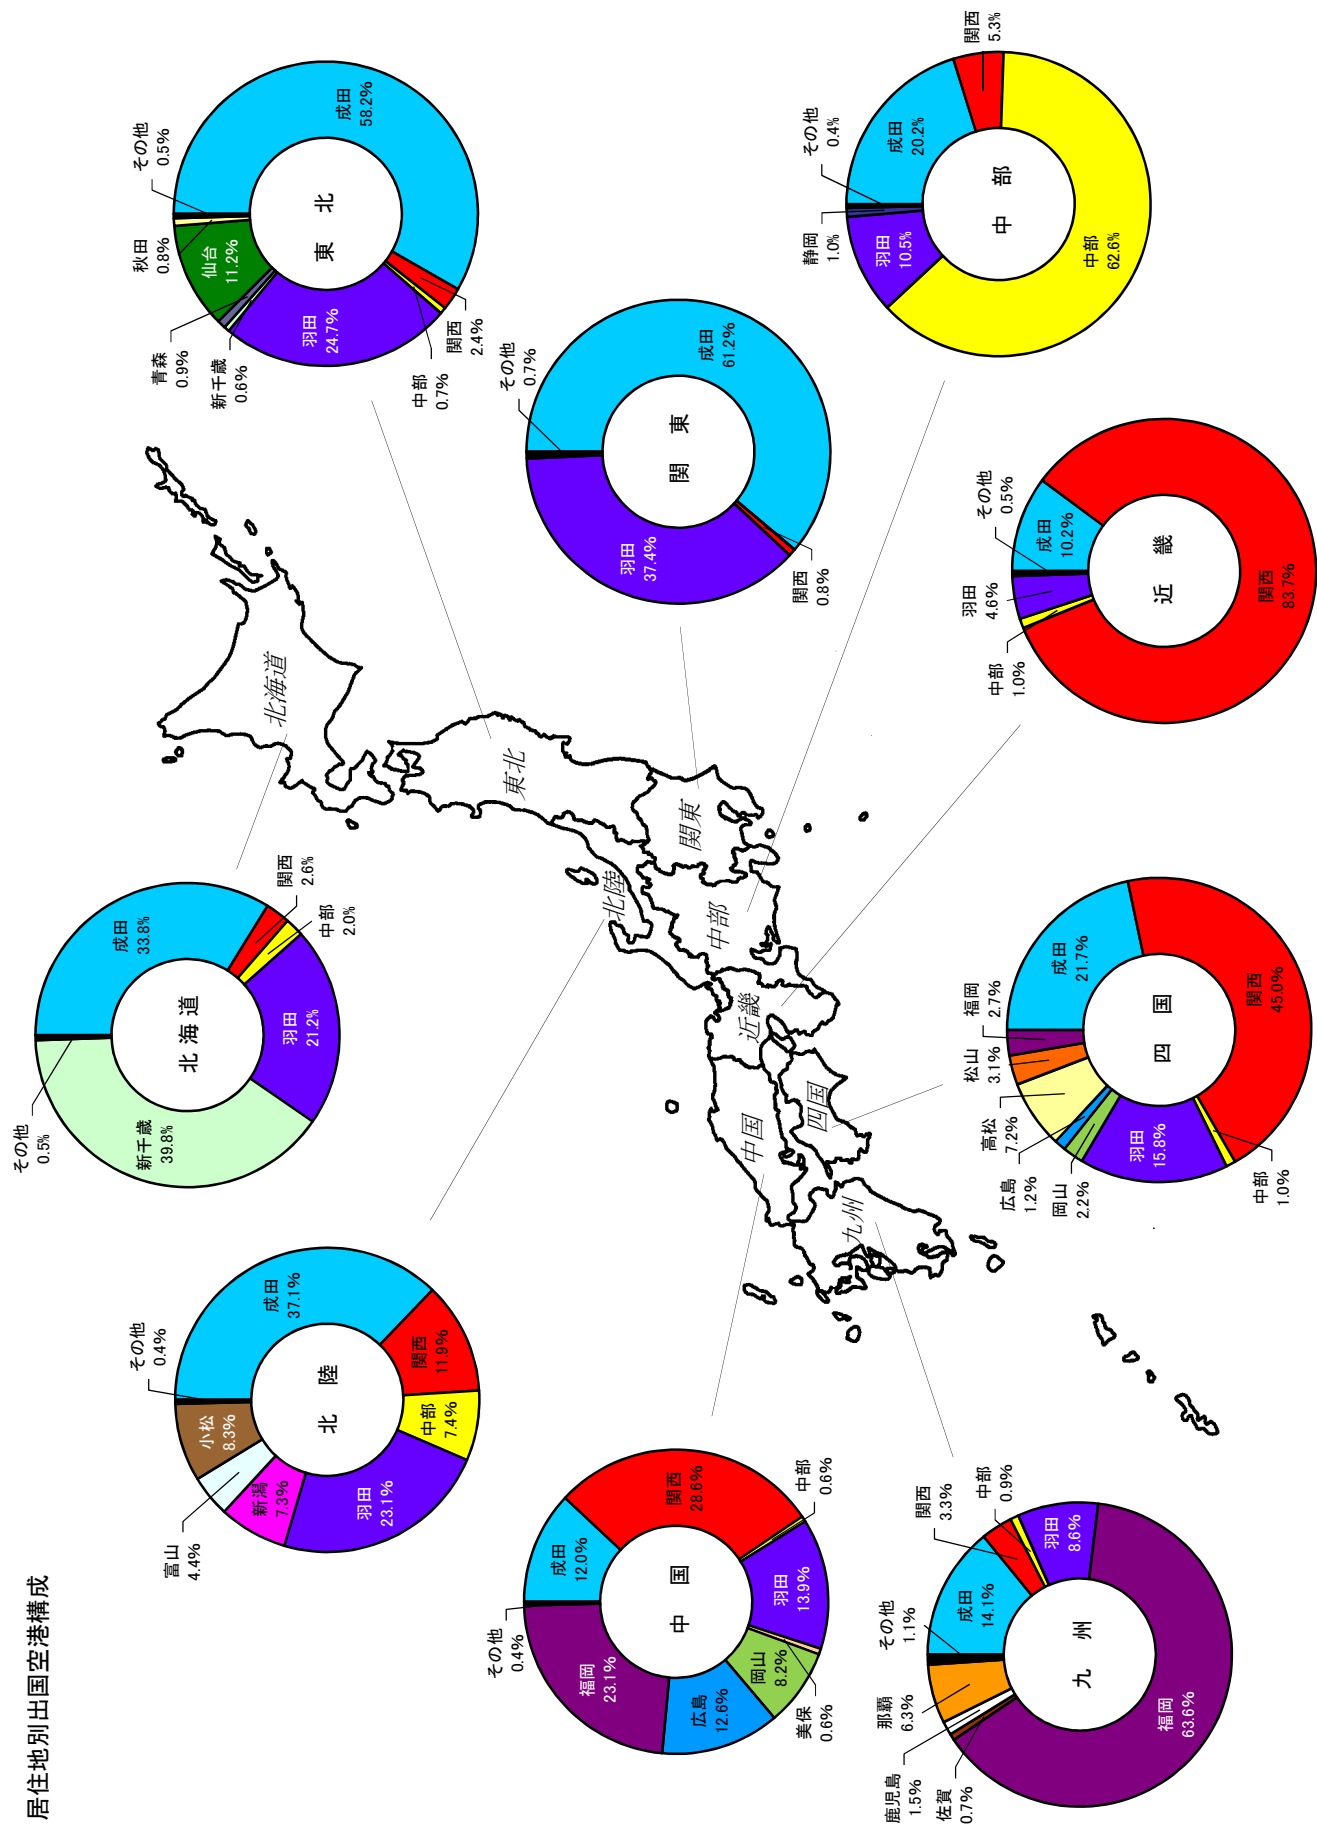 居住地別出国空港構成
北海道
成田
33.8%
関西
2.6%
中部
2.0%
羽田
21.2%
新千歳
39.8%
その他
0.5%
東北
成田
58.2%
関西
2.4%
中部
0.7%
羽田
24.7%
新千歳
0.6%
青森
0.9%
仙台
11.2%
秋田
0.8%
その他
0.5%
北陸
成田
37.1%
関西
11.9%
中部
7.4%
羽田
23.1%
新潟
7.3%
富山
4.4%
小松
8.3%
その他
0.4%
関東
成田
61.2%
関西
0.8%
羽田
37.4%
その他
0.7%
中部
成田
20.2%
関西
5.3%
中部
62.6%
羽田
10.5%
静岡
1.0%
その他
0.4%
近畿
成田
10.2%
関西
83.7%
中部
1.0%
羽田
4.6%
その他
0.5%
中国
成田
12.0%
関西
28.6%
中部
0.6%
羽田
13.9%
美保
0.6%
岡山
8.2%
広島
12.6%
福岡
23.1%
その他
0.4%
四国
成田
21.7%
関西
45.0%
中部
1.0%
羽田
15.8%
岡山
2.2%
広島
1.2%
高松
7.2%
松山
3.1%
福岡
2.7%
九州
成田
14.1%
関西
3.3%
中部
0.9%
羽田
8.6%
福岡
63.6%
佐賀
0.7%
鹿児島
1.5%
那覇
6.3%
その他
1.1%
北海道
東北
北陸
関東
中部
近畿
中国
四国
九州